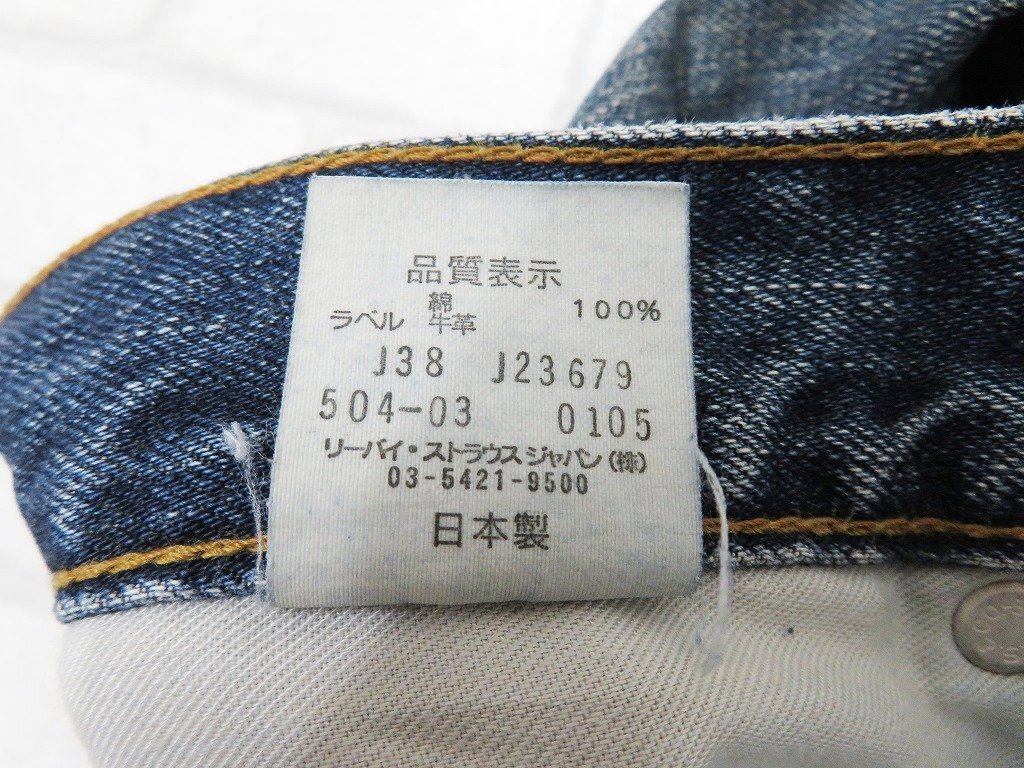 品質表示
綿 100%
ラベル 牛革
J38 J23679
504-03 0105
リーバイ・ストラウスジャパン(株)
03-5421-9500
日本製